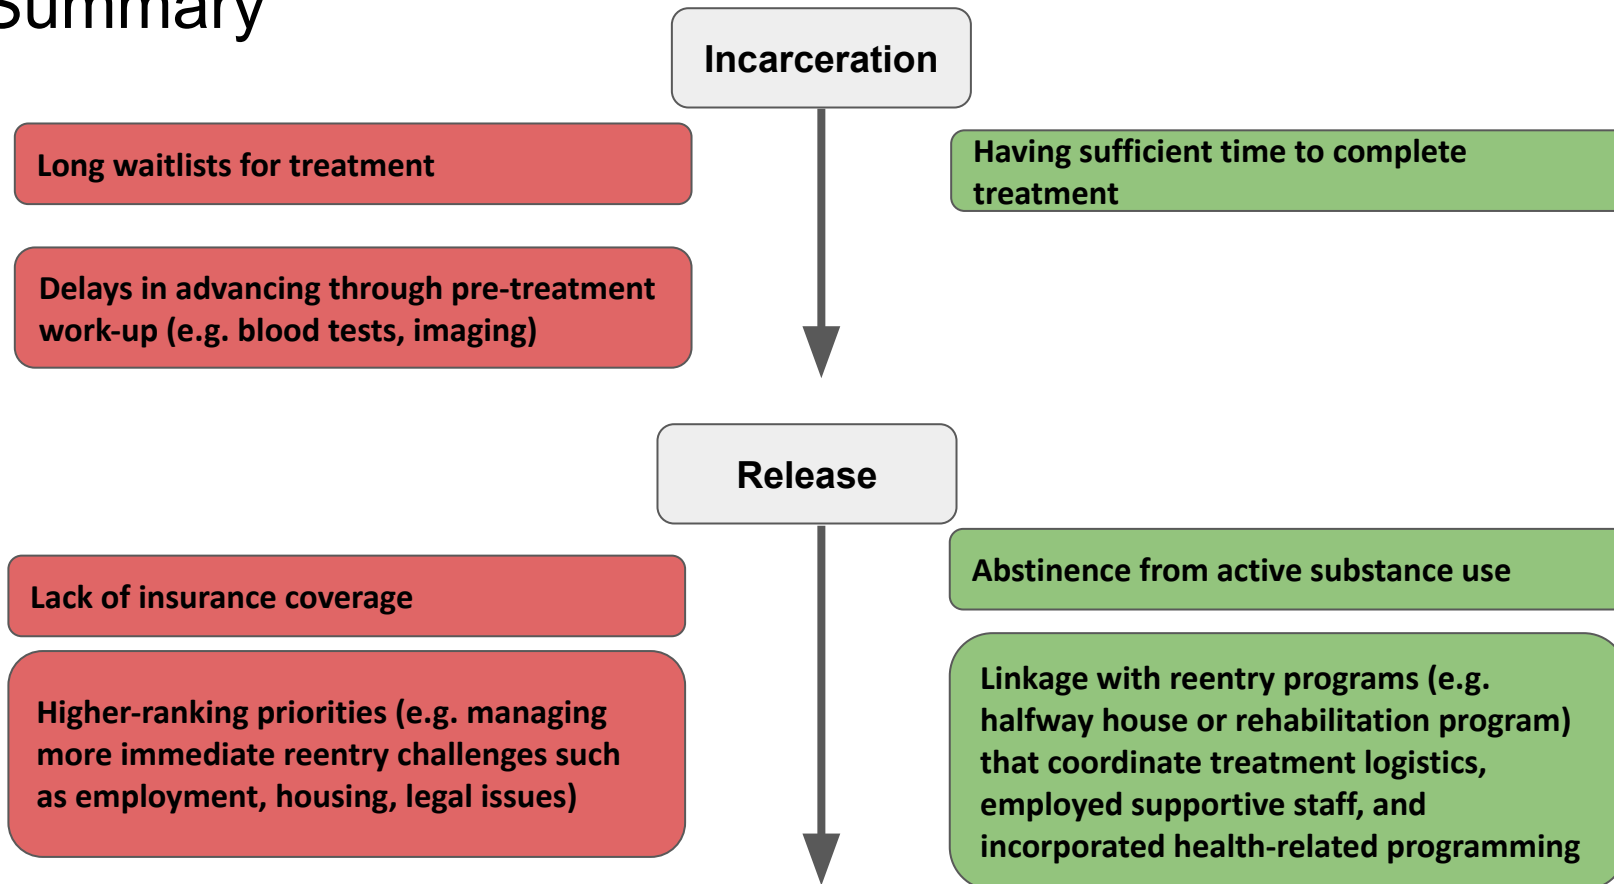 Summary
Incarceration
Long waitlists for treatment
Having sufficient time to complete
treatment
Delays in advancing through pre-treatment
work-up (e.g. blood tests, imaging)
Release
Lack of insurance coverage
Abstinence from active substance use
Higher-ranking priorities (e.g. managing
more immediate reentry challenges such
as employment, housing, legal issues)
Linkage with reentry programs (e.g.
halfway house or rehabilitation program)
that coordinate treatment logistics,
employed supportive staff, and
incorporated health-related programming